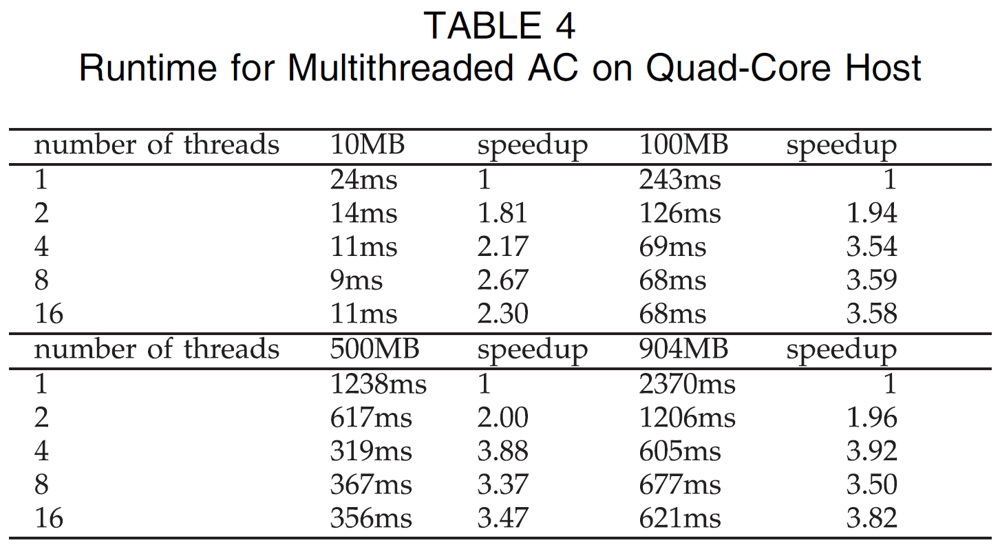 TABLE 4
Runtime for Multithreaded AC on Quad-Core Host
number of threads 10MB speedup 100MB speedup
1 24ms 1 243ms 1
2 14ms 1.81 126ms 1.94
4 11ms 2.17 69ms 3.54
8 9ms 2.67 68ms 3.59
16 11ms 2.30 68ms 3.58
number of threads 500MB speedup 904MB speedup
1 1238ms 1 2370ms 1
2 617ms 2.00 1206ms 1.96
4 319ms 3.88 605ms 3.92
8 367ms 3.37 677ms 3.50
16 356ms 3.47 621ms 3.82